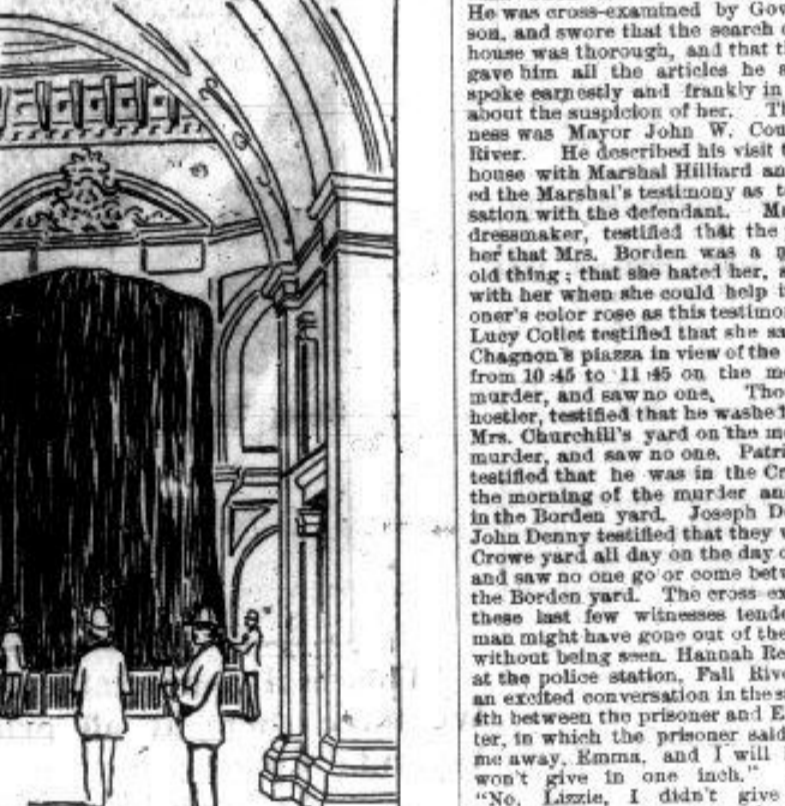 He was cross-examined by Gov
son, and swore that the search
house was thorough, and that
gave him all the articles he
spoke earnestly and frankly in
about the suspicion of her.
ness was Mayor John W. Cou
River. He described his visit
house with Marshal Hilliard an
ed the Marshal's testimony as
sation with the defendant.
dressmaker, testified that the
her that Mrs. Borden was a
old thing; that she hated her,
with her when she could help
oner's color rose as this testimo
Lucy Collet testified that she
Chagnon's piazza in view of the
from 10:45 to 11:45 on the
murder, and saw no one. Tho
hostler, testified that he washe
Mrs. Churchill's yard on the
murder, and saw no one. Patri
testified that he was in the Cr
the morning of the murder an
in the Borden yard. Joseph
John Denny testified that they
Crowe yard all day on the day
and saw no one go or come betw
the Borden yard. The cross ex
these last few witnesses tende
man might have gone out of the
without being seen. Hannah Re
at the police station, Fall Rive
an excited conversation in the
4th between the prisoner and E
ter, in which the prisoner said
me away, Emma, and I will
won't give in one inch."
"No, Lizzie, I didn't give